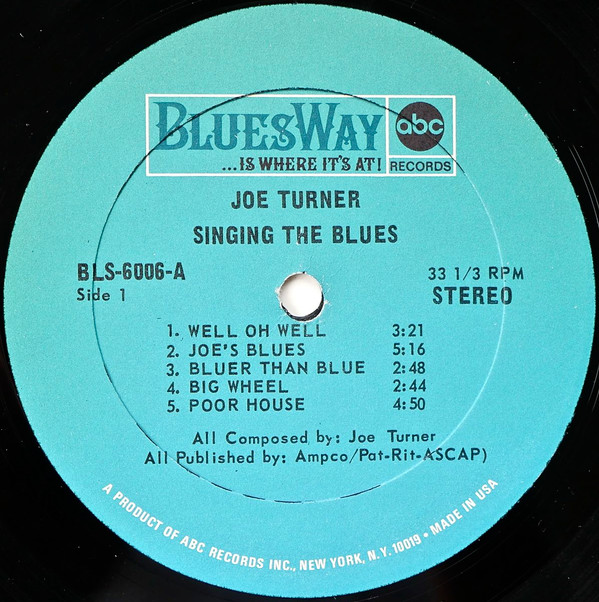 BLUESWAY
...IS WHERE IT'S AT!
abc
RECORDS
JOE TURNER
SINGING THE BLUES
BLS-6006-A
Side 1
33 1/3 RPM
STEREO
1. WELL OH WELL 3:21
2. JOE'S BLUES 5:16
3. BLUER THAN BLUE 2:48
4. BIG WHEEL 2:44
5. POOR HOUSE 4:50
All Composed by: Joe Turner
All Published by: Ampco/Pat-Rit-ASCAP)
A PRODUCT OF ABC RECORDS INC., NEW YORK, N.Y. 10019 • MADE IN USA